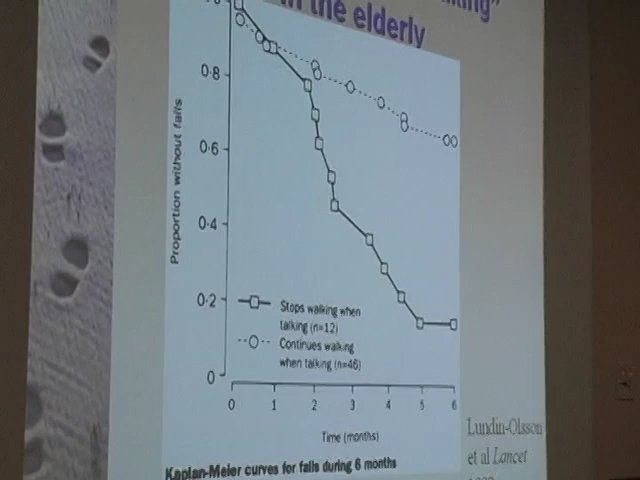 in the elderly
0·8
0·6
0·4
0·2
0
Proportion without falls
Stops walking when
talking (n=12)
Continues walking
when talking (n=46)
0 1 2 3 4 5 6
Time (months)
Kaplan-Meier curves for falls during 6 months
Lundin-Olsson
et al Lancet